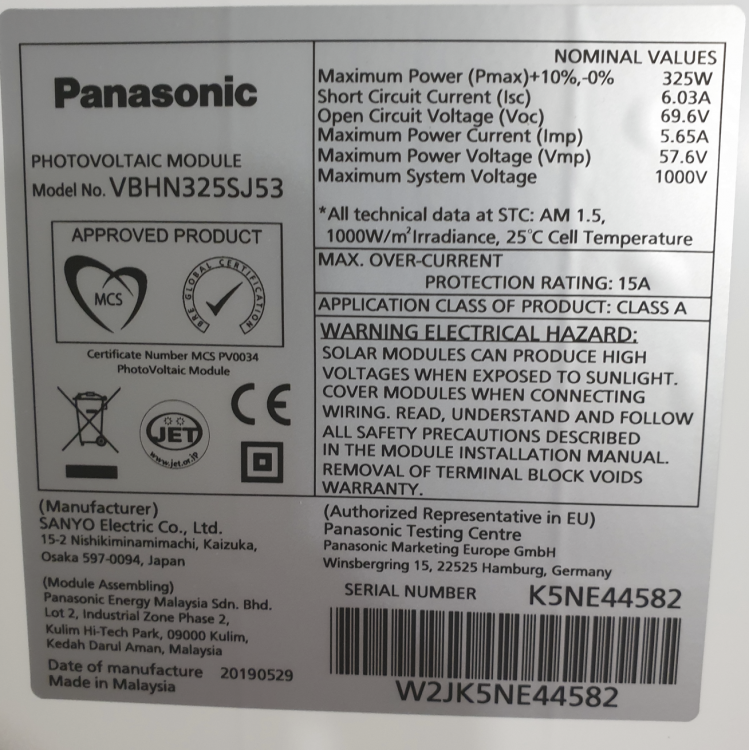 Panasonic
PHOTOVOLTAIC MODULE
Model No. VBHN325SJ53
APPROVED PRODUCT
MCS
BRE GLOBAL CERTIFICATION
Certificate Number MCS PV0034
PhotoVoltaic Module
CE
JET
www.jet.or.jp
NOMINAL VALUES
Maximum Power (Pmax)+10%,-0% 325W
Short Circuit Current (Isc) 6.03A
Open Circuit Voltage (Voc) 69.6V
Maximum Power Current (Imp) 5.65A
Maximum Power Voltage (Vmp) 57.6V
Maximum System Voltage 1000V
*All technical data at STC: AM 1.5,
1000W/m² Irradiance, 25°C Cell Temperature
MAX. OVER-CURRENT
PROTECTION RATING: 15A
APPLICATION CLASS OF PRODUCT: CLASS A
WARNING ELECTRICAL HAZARD:
SOLAR MODULES CAN PRODUCE HIGH
VOLTAGES WHEN EXPOSED TO SUNLIGHT.
COVER MODULES WHEN CONNECTING
WIRING. READ, UNDERSTAND AND FOLLOW
ALL SAFETY PRECAUTIONS DESCRIBED
IN THE MODULE INSTALLATION MANUAL.
REMOVAL OF TERMINAL BLOCK VOIDS
WARRANTY.
(Manufacturer)
SANYO Electric Co., Ltd.
15-2 Nishikiminamimachi, Kaizuka,
Osaka 597-0094, Japan
(Module Assembling)
Panasonic Energy Malaysia Sdn. Bhd.
Lot 2, Industrial Zone Phase 2,
Kulim Hi-Tech Park, 09000 Kulim,
Kedah Darul Aman, Malaysia
Date of manufacture 20190529
Made in Malaysia
(Authorized Representative in EU)
Panasonic Testing Centre
Panasonic Marketing Europe GmbH
Winsbergring 15, 22525 Hamburg, Germany
SERIAL NUMBER K5NE44582
W2JK5NE44582